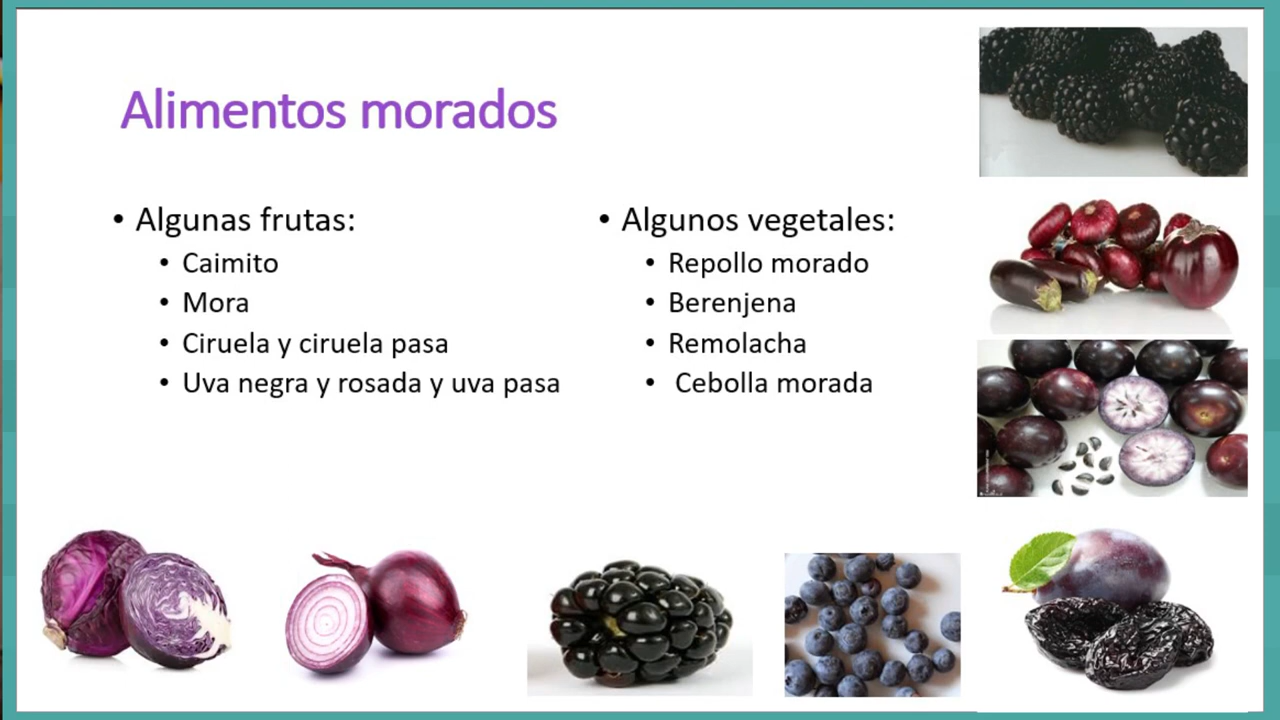 Alimentos morados
• Algunas frutas:
• Caimito
• Mora
• Ciruela y ciruela pasa
• Uva negra y rosada y uva pasa
• Algunos vegetales:
• Repollo morado
• Berenjena
• Remolacha
• Cebolla morada